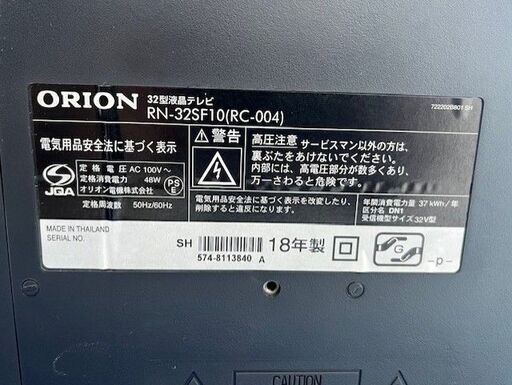 ORION
32型液晶テレビ
RN-32SF10(RC-004)
722202B801 SH
電気用品安全法に基づく表示
JQA
定格電圧 AC 100V～
定格消費電力 48W
オリオン電機株式会社
PS
E
定格周波数 50Hz/60Hz
⚠警告
高圧注意 サービスマン以外の方は、
裏ぶたをあけないでください。
内部には、高電圧部分が数多くあり、
万一さわると危険です。
電気用品安全法に基づく表示を改変したり、
削除すると違反になります。
年間消費電力量 37 kWh/年
区分名 DN1
受信機型サイズ 32V型
MADE IN THAILAND
SERIAL NO.
SH
574-8113840 A
18年製
G
-p-
CAUTION